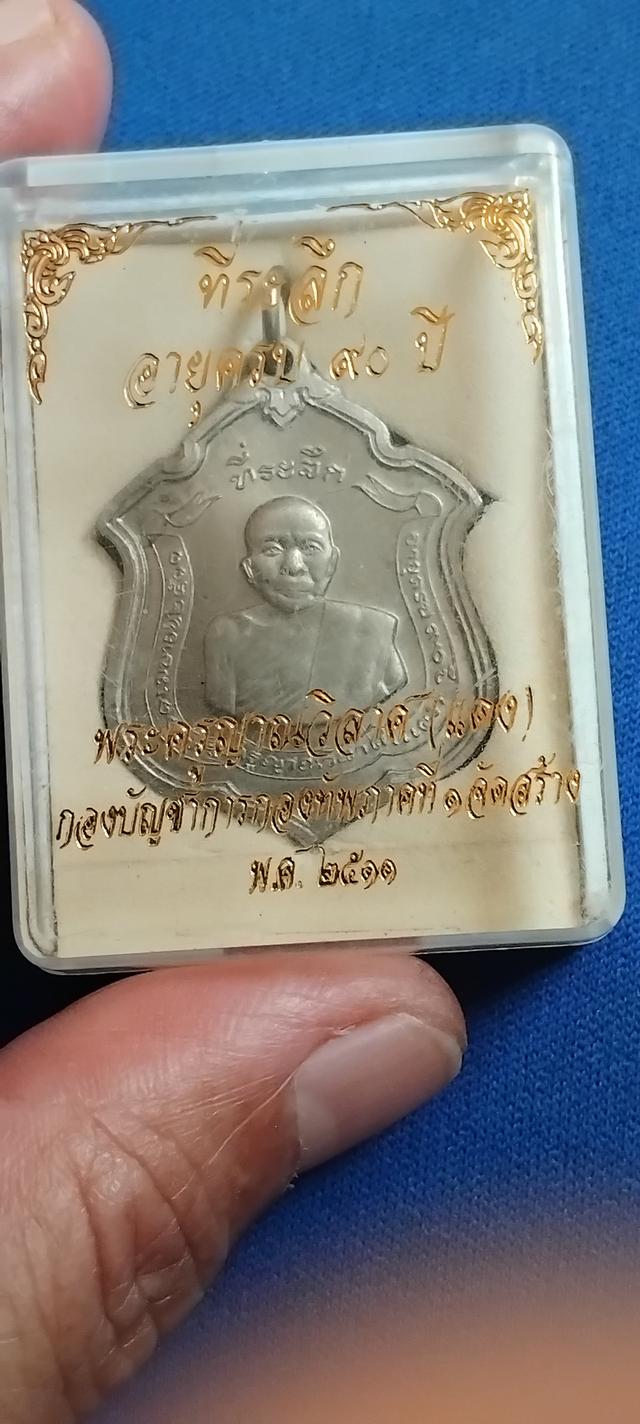 ที่ระลึก
อายุครบ ๙๐ ปี
ที่ระลึก
พระครูญาณวิลาศ (แดง)
กองบัญชาการกองทัพภาคที่ ๑ จัดสร้าง
พ.ศ. ๒๕๑๑